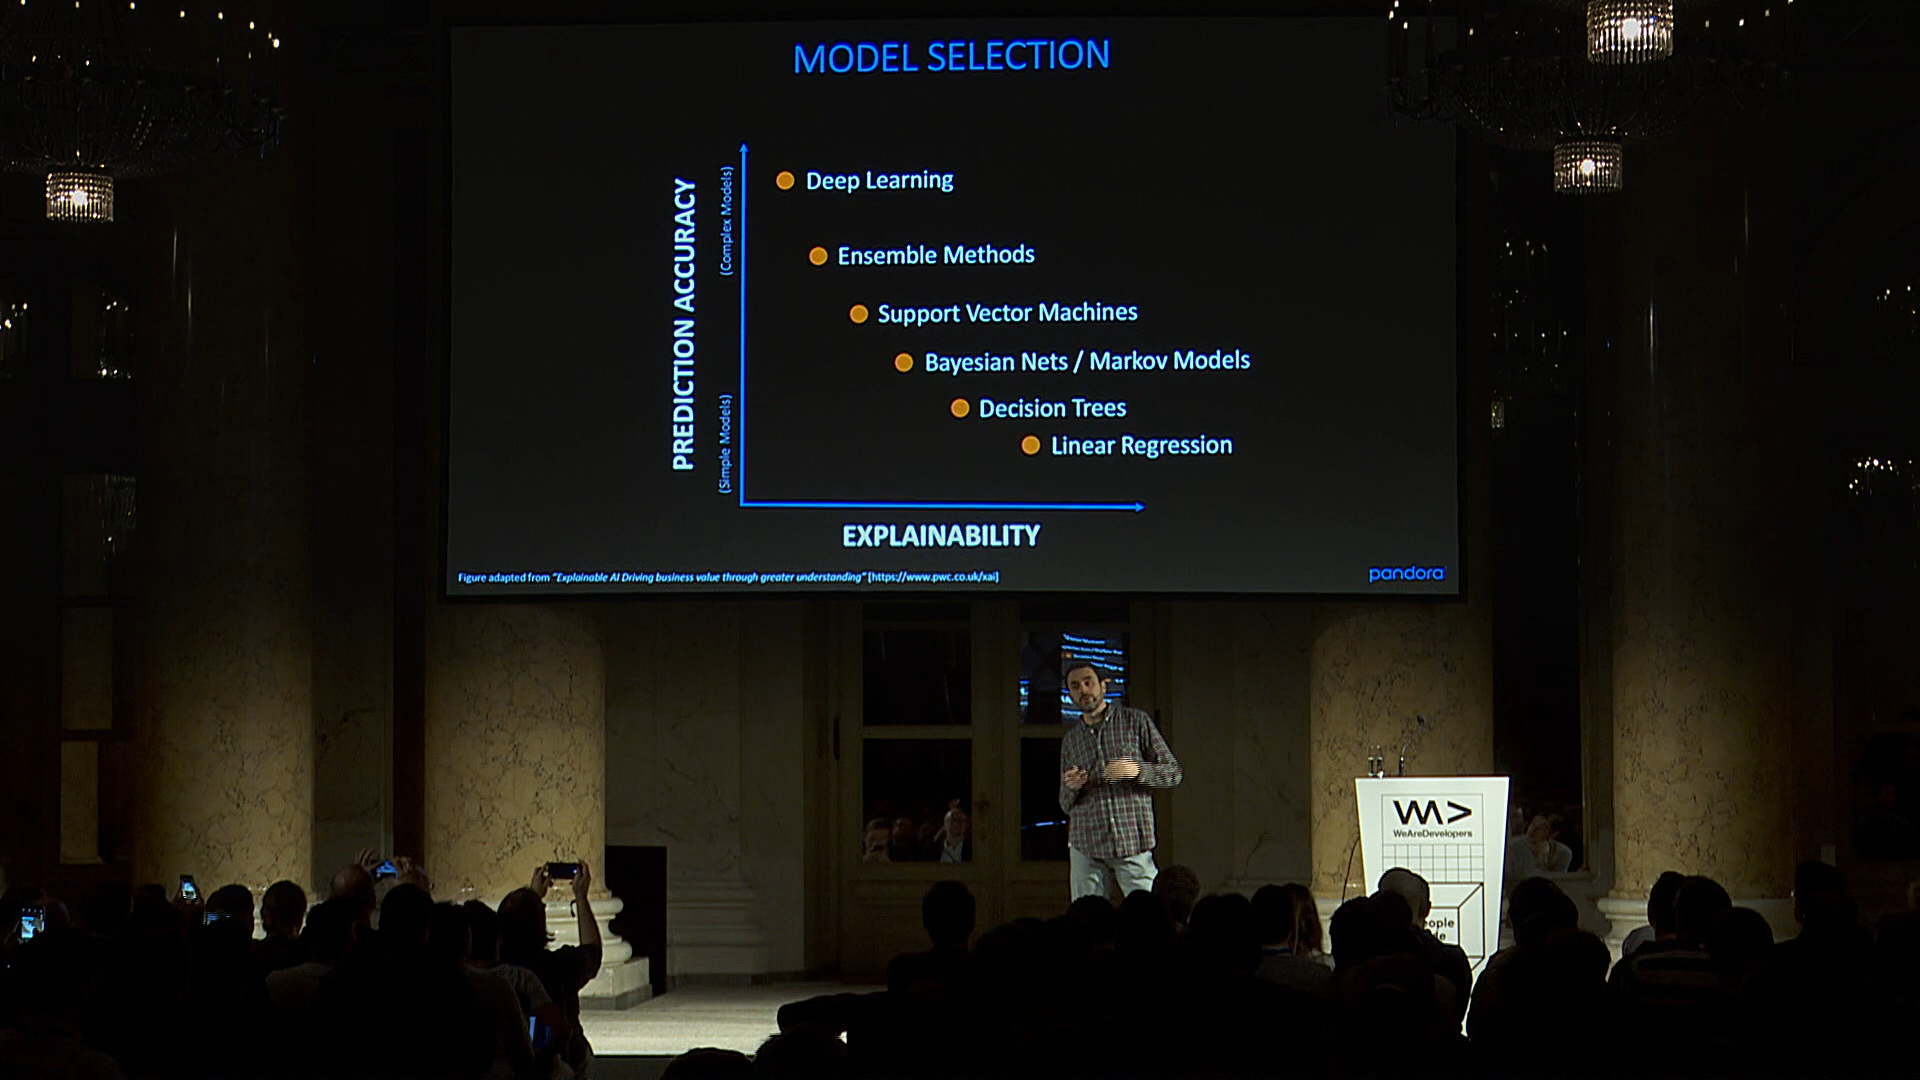 MODEL SELECTION
PREDICTION ACCURACY
(Complex Models)
(Simple Models)
Deep Learning
Ensemble Methods
Support Vector Machines
Bayesian Nets / Markov Models
Decision Trees
Linear Regression
EXPLAINABILITY
Figure adapted from "Explainable AI Driving business value through greater understanding" [https://www.pwc.co.uk/xai]
pandora
WeAreDevelopers